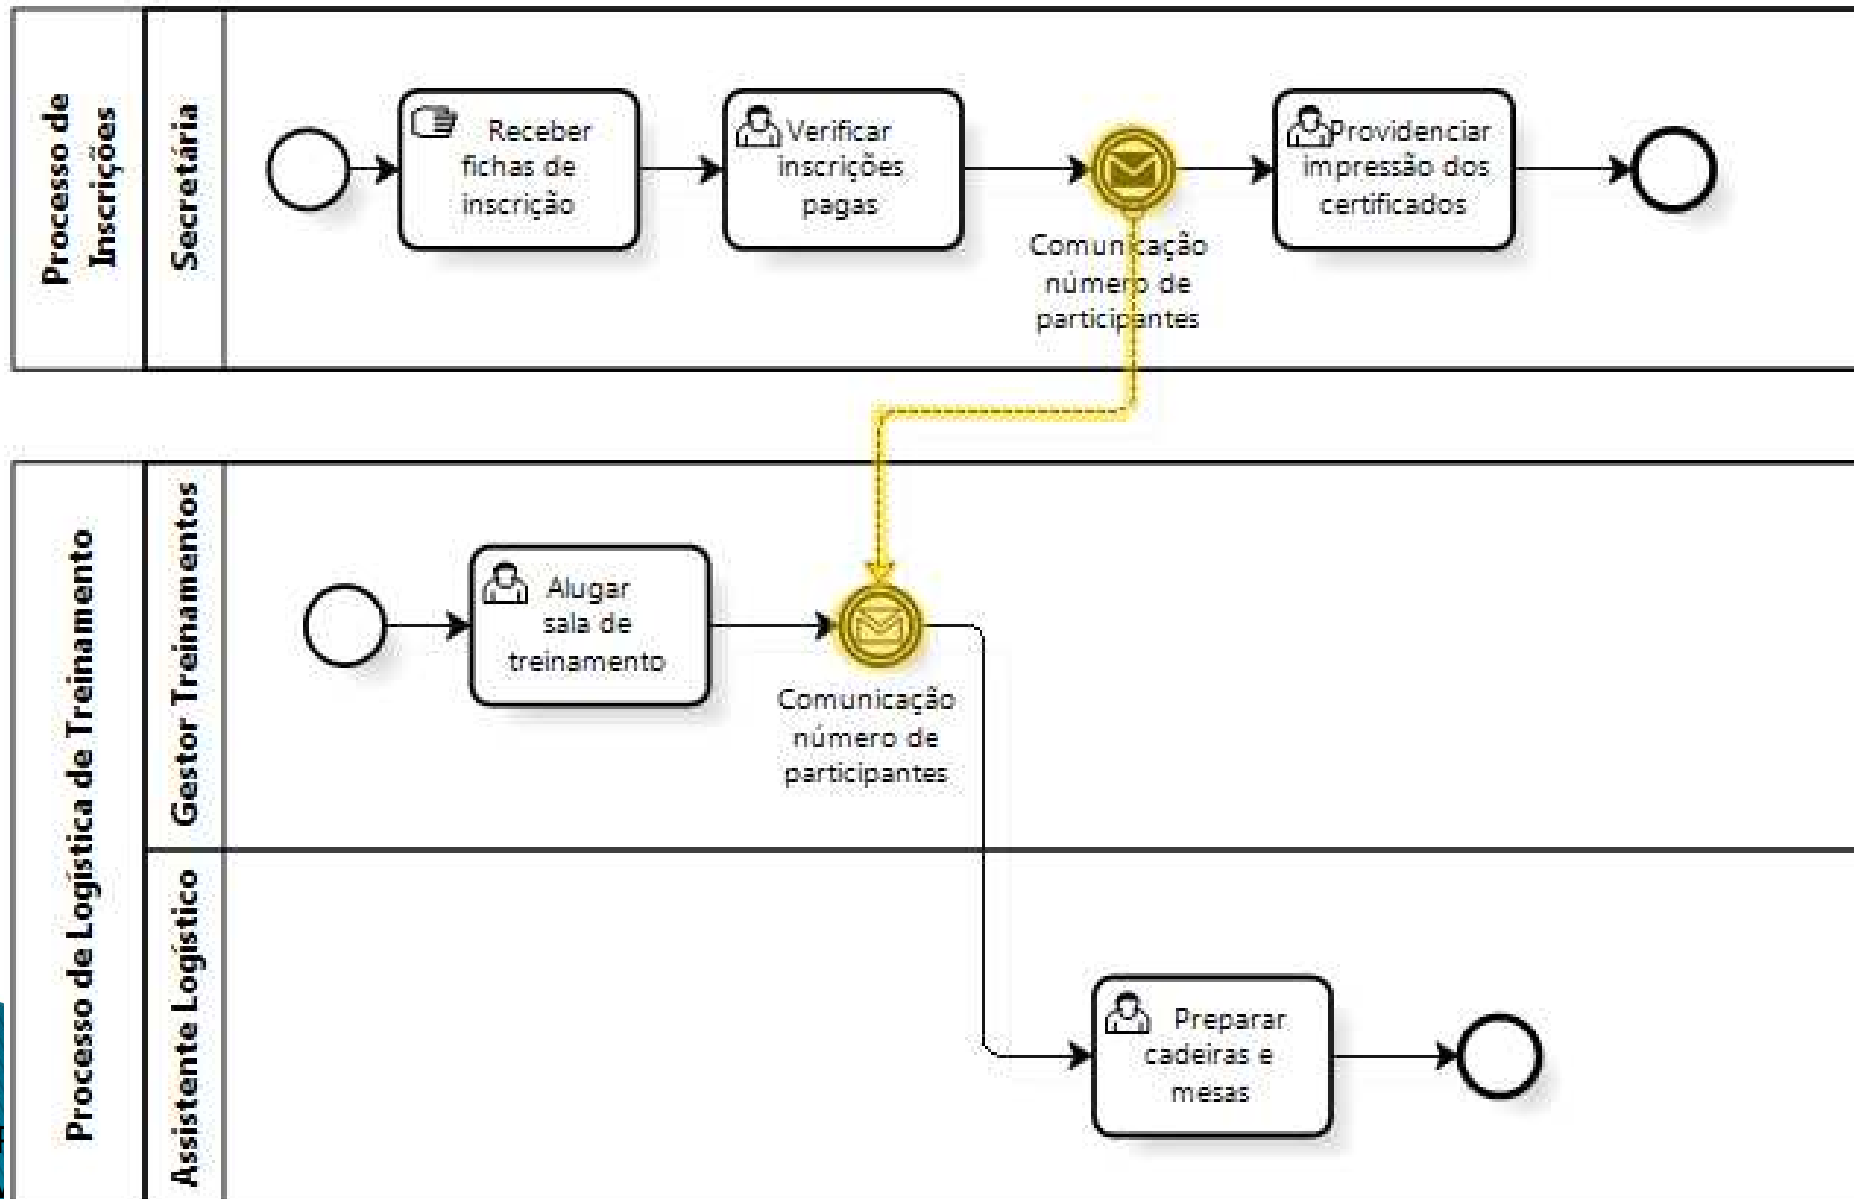 Processo de
Inscrições
Secretária
Receber
fichas de
inscrição
Verificar
inscrições
pagas
Comunicação
número de
participantes
Providenciar
impressão dos
certificados
Processo de Logística de Treinamento
Gestor Treinamentos
Alugar
sala de
treinamento
Comunicação
número de
participantes
Assistente Logístico
Preparar
cadeiras e
mesas